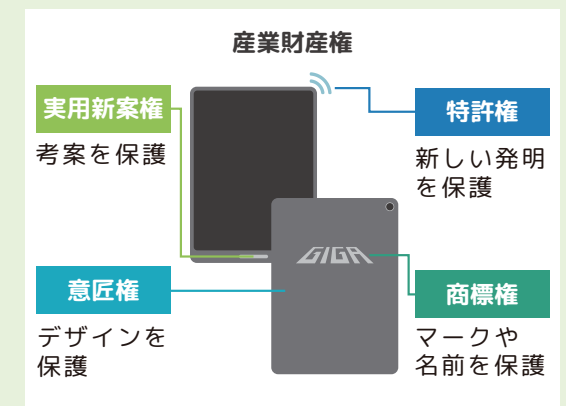 産業財産権
実用新案権
考案を保護
特許権
新しい発明
を保護
GIGA
意匠権
デザインを
保護
商標権
マークや
名前を保護